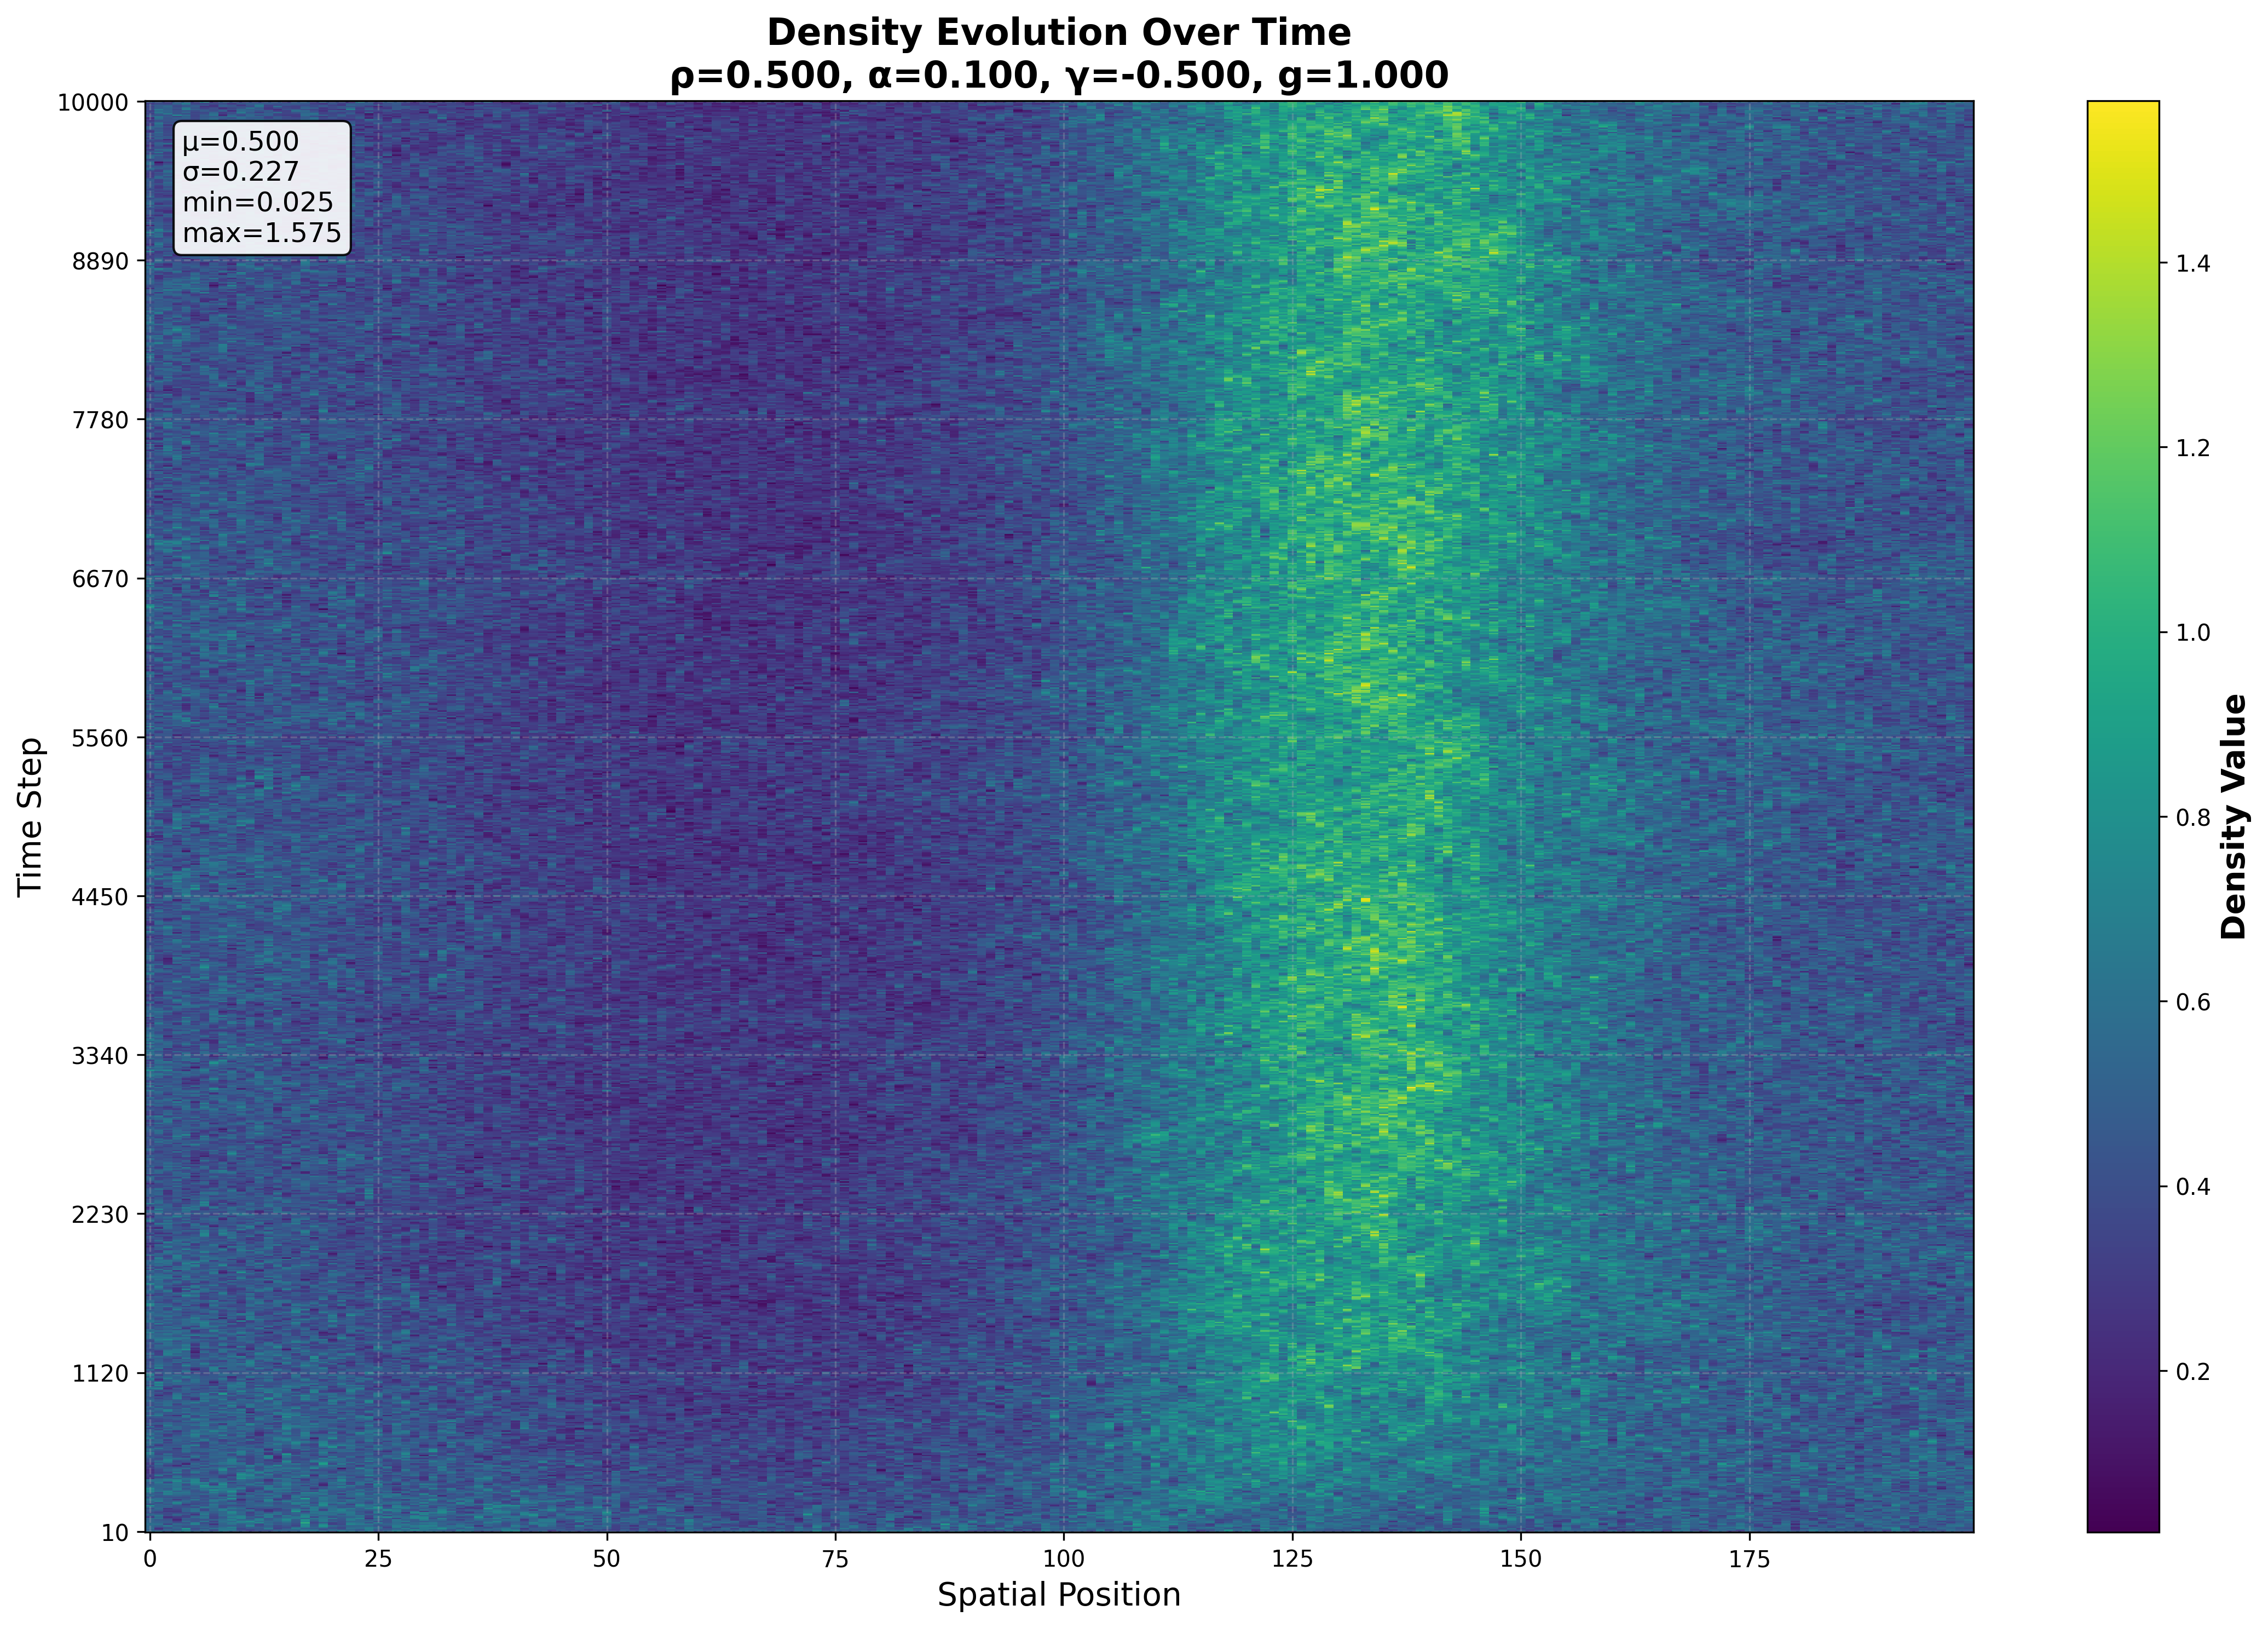 Density Evolution Over Time
ρ=0.500, α=0.100, γ=-0.500, g=1.000
μ=0.500
σ=0.227
min=0.025
max=1.575
Time Step
10000
8890
7780
6670
5560
4450
3340
2230
1120
10
0 25 50 75 100 125 150 175
Spatial Position
1.4
1.2
1.0
0.8
0.6
0.4
0.2
Density Value